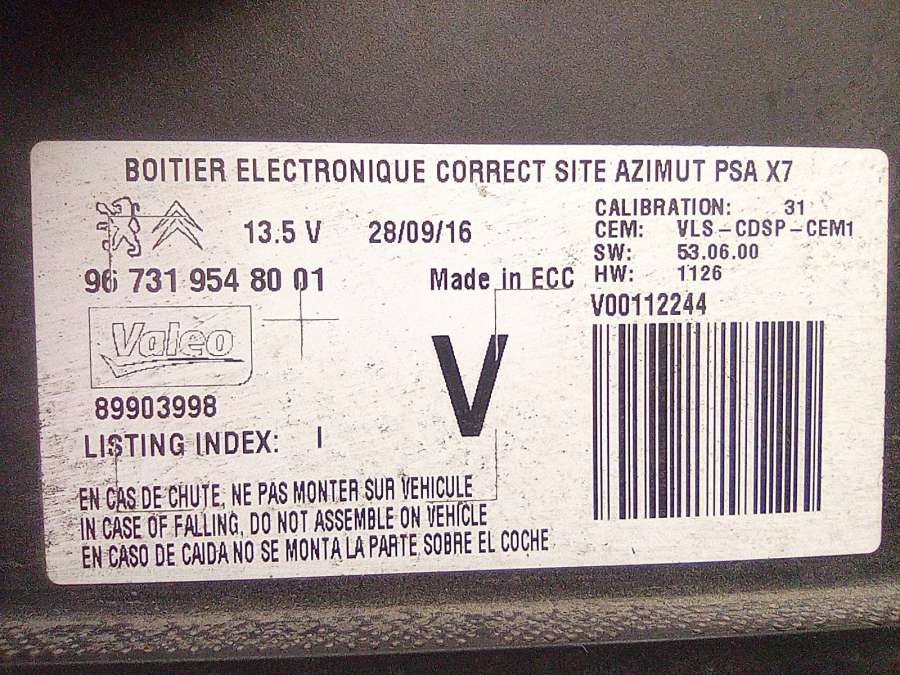 BOITIER ELECTRONIQUE CORRECT SITE AZIMUT PSA X7
13.5 V 28/09/16
96 731 954 80 01
Made in ECC
Valeo
89903998
LISTING INDEX: I
V
CALIBRATION: 31
CEM: VLS-CDSP-CEM1
SW: 53.06.00
HW: 1126
V00112244
EN CAS DE CHUTE, NE PAS MONTER SUR VEHICULE
IN CASE OF FALLING, DO NOT ASSEMBLE ON VEHICLE
EN CASO DE CAIDA NO SE MONTA LA PARTE SOBRE EL COCHE